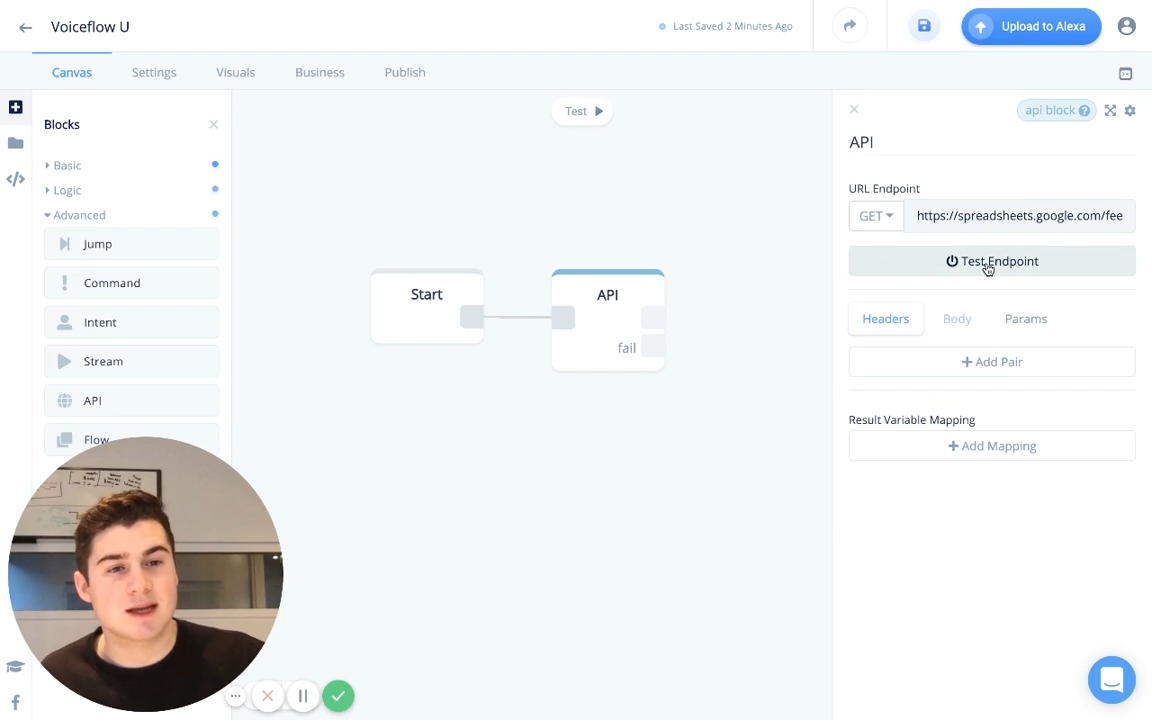 Voiceflow U
Last Saved 2 Minutes Ago
Upload to Alexa
Canvas
Settings
Visuals
Business
Publish
Blocks
Basic
Logic
Advanced
Jump
Command
Intent
Stream
API
Flow
Test
Start
API
fail
api block ?
API
URL Endpoint
GET
https://spreadsheets.google.com/fee
Test Endpoint
Headers
Body
Params
+ Add Pair
Result Variable Mapping
+ Add Mapping